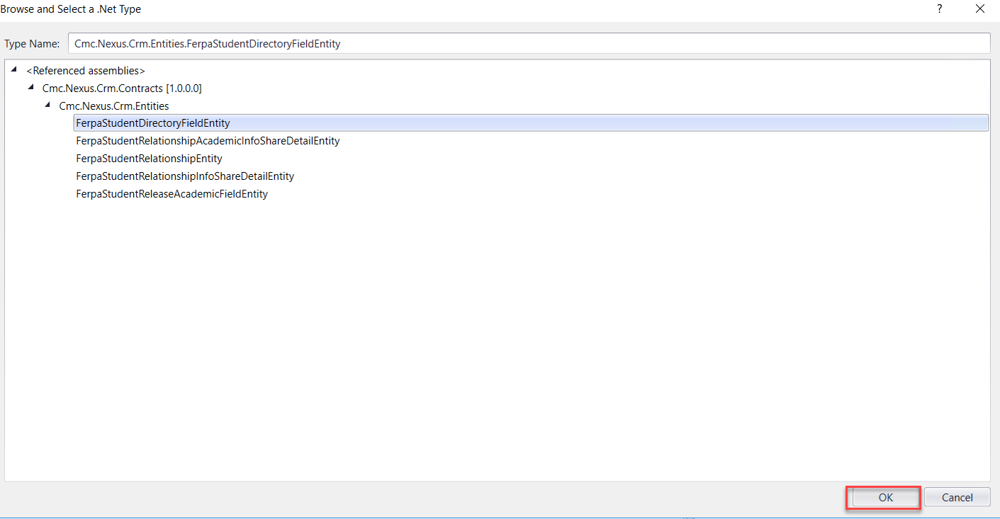 Browse and Select a .Net Type
?
Type Name: Cmc.Nexus.Crm.Entities.FerpaStudentDirectoryFieldEntity
<Referenced assemblies>
Cmc.Nexus.Crm.Contracts [1.0.0.0]
Cmc.Nexus.Crm.Entities
FerpaStudentDirectoryFieldEntity
FerpaStudentRelationshipAcademicInfoShareDetailEntity
FerpaStudentRelationshipEntity
FerpaStudentRelationshipInfoShareDetailEntity
FerpaStudentReleaseAcademicFieldEntity
OK Cancel